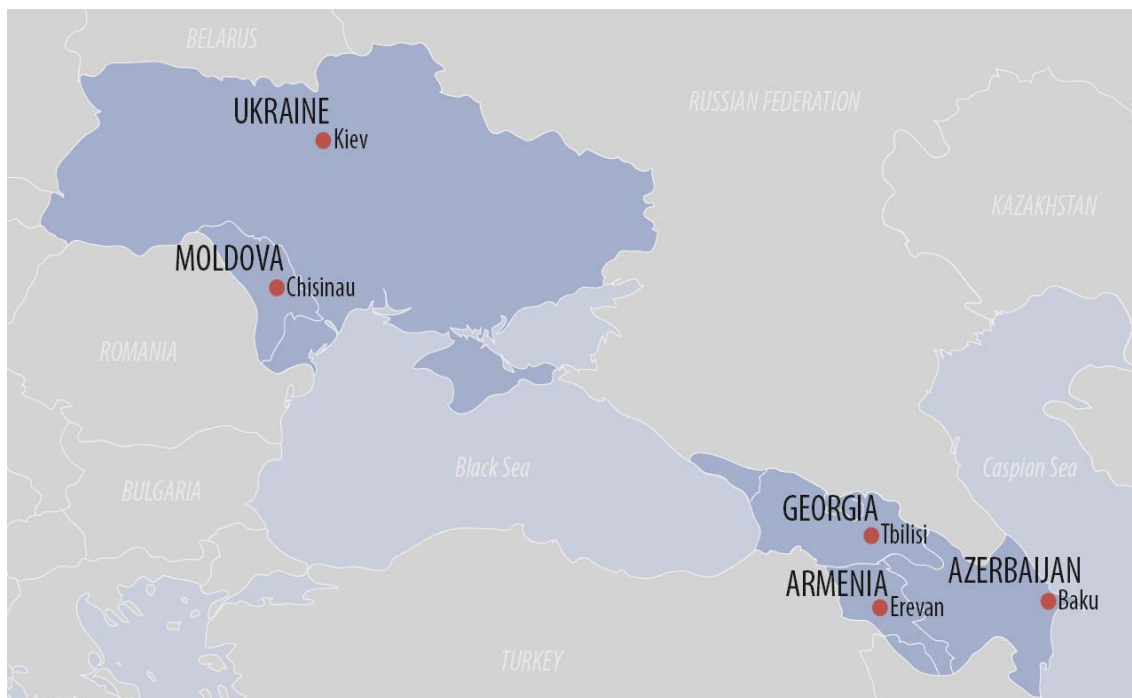 BELARUS
RUSSIAN FEDERATION
UKRAINE
Kiev
KAZAKHSTAN
MOLDOVA
Chisinau
ROMANIA
Black Sea
Caspian Sea
BULGARIA
GEORGIA
Tbilisi
AZERBAIJAN
ARMENIA
Baku
Erevan
TURKEY